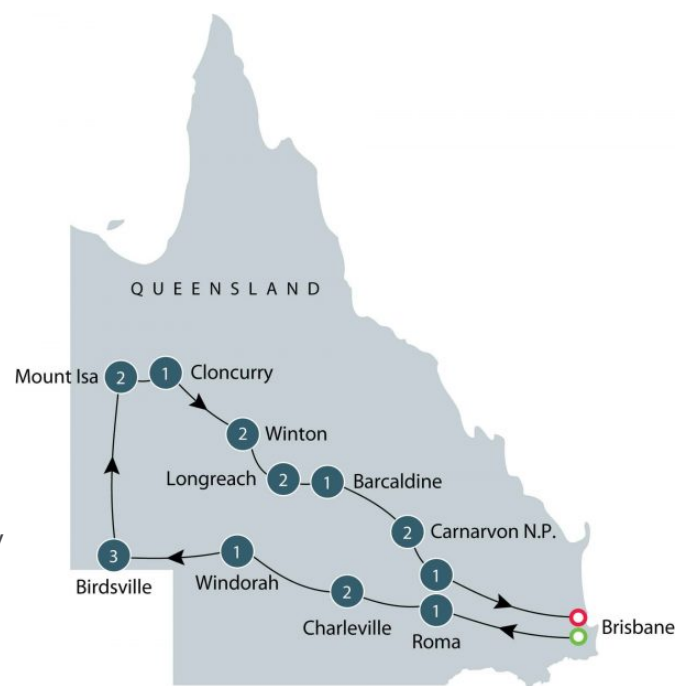 QUEENSLAND
Mount Isa 2 1 Cloncurry
2 Winton
Longreach 2 1 Barcaldine
2 Carnarvon N.P.
y
3 1
Birdsville Windorah
1
2 1
Charleville Roma
Brisbane